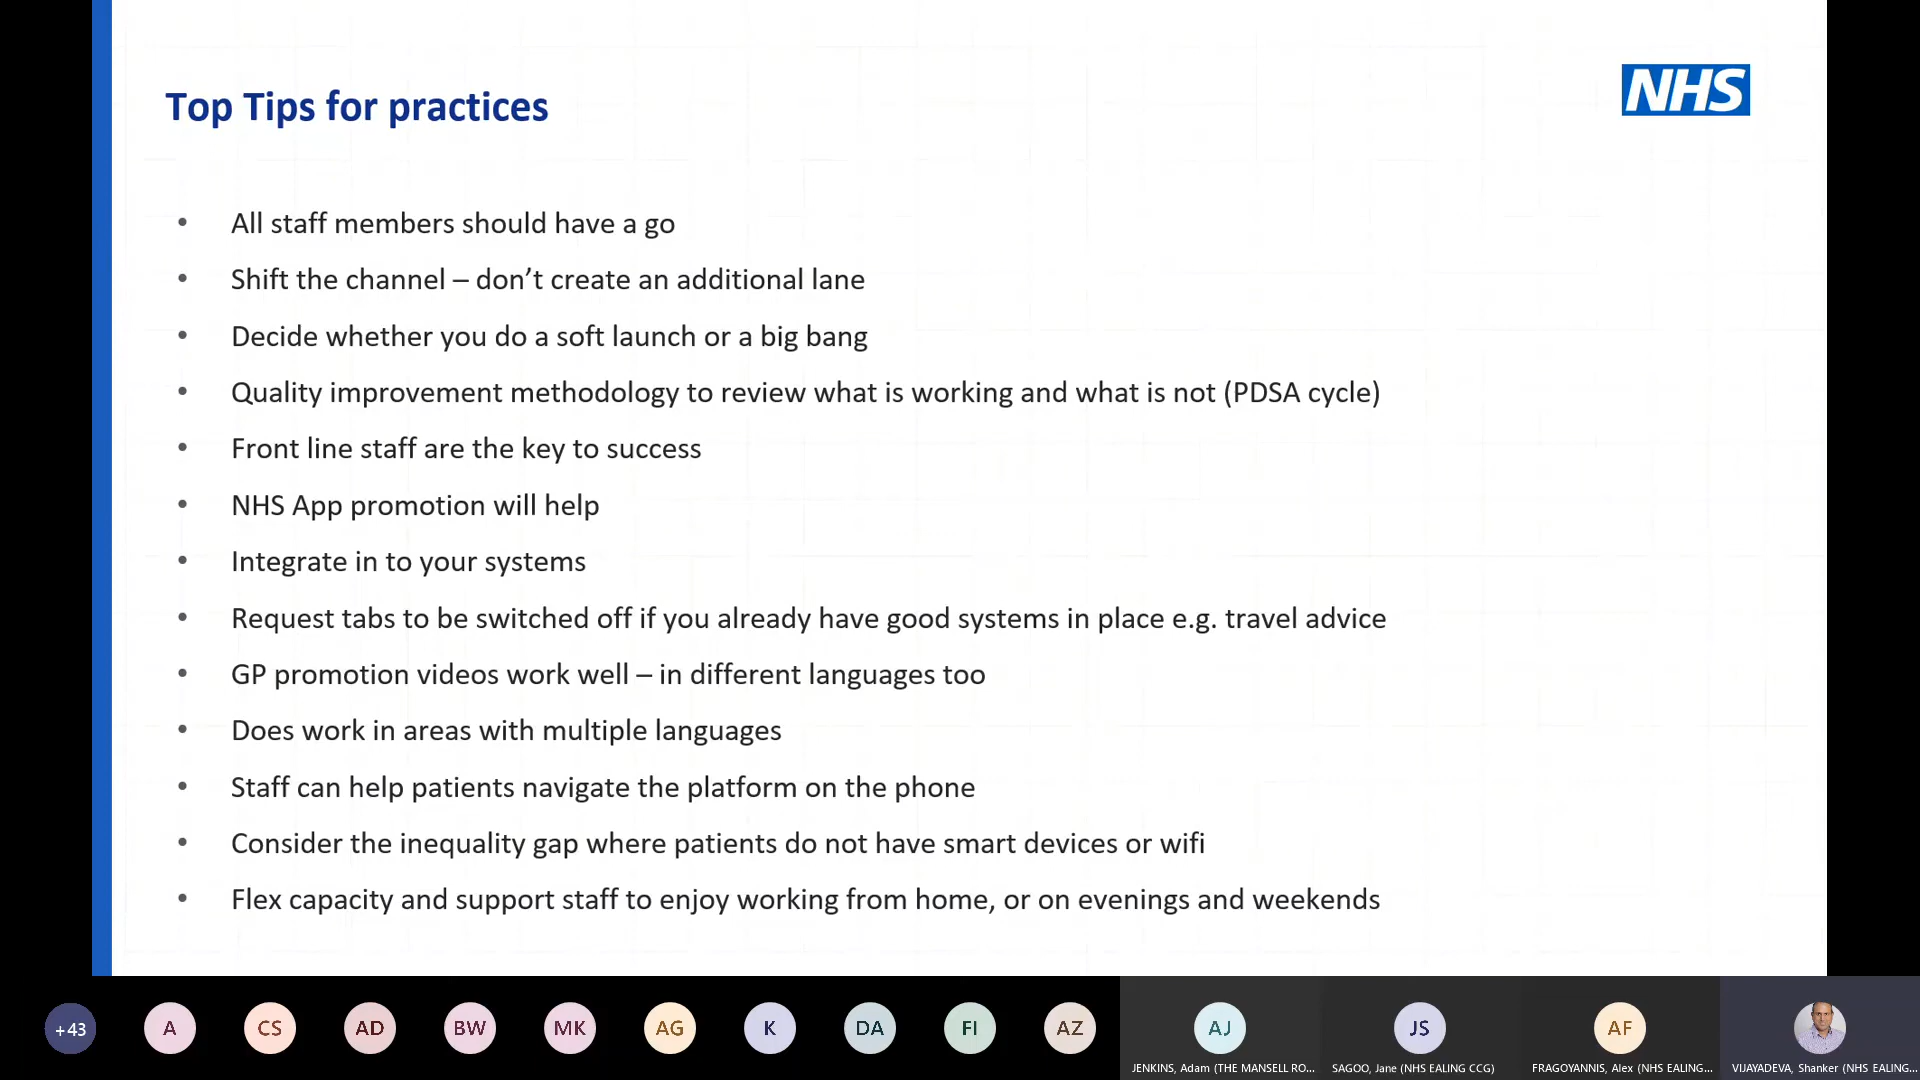 Top Tips for practices
NHS
• All staff members should have a go
• Shift the channel – don’t create an additional lane
• Decide whether you do a soft launch or a big bang
• Quality improvement methodology to review what is working and what is not (PDSA cycle)
• Front line staff are the key to success
• NHS App promotion will help
• Integrate in to your systems
• Request tabs to be switched off if you already have good systems in place e.g. travel advice
• GP promotion videos work well – in different languages too
• Does work in areas with multiple languages
• Staff can help patients navigate the platform on the phone
• Consider the inequality gap where patients do not have smart devices or wifi
• Flex capacity and support staff to enjoy working from home, or on evenings and weekends
+43 A CS AD BW MK AG K DA FI AZ AJ JS AF
JENKINS, Adam (THE MANSELL RO... SAGOO, Jane (NHS EALING CCG) FRAGOYANNIS, Alex (NHS EALING... VIJAYADEVA, Shanker (NHS EALING...